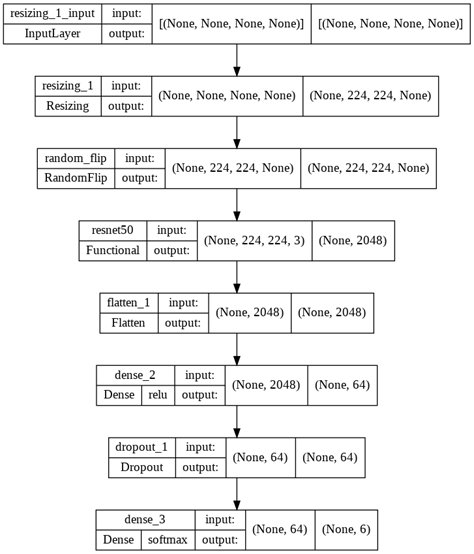 resizing_1_input input: [(None, None, None, None)] [(None, None, None, None)]
InputLayer output:
resizing_1 input: (None, None, None, None) (None, 224, 224, None)
Resizing output:
random_flip input: (None, 224, 224, None) (None, 224, 224, None)
RandomFlip output:
resnet50 input: (None, 224, 224, 3) (None, 2048)
Functional output:
flatten_1 input: (None, 2048) (None, 2048)
Flatten output:
dense_2 input: (None, 2048) (None, 64)
Dense relu output:
dropout_1 input: (None, 64) (None, 64)
Dropout output:
dense_3 input: (None, 64) (None, 6)
Dense softmax output: